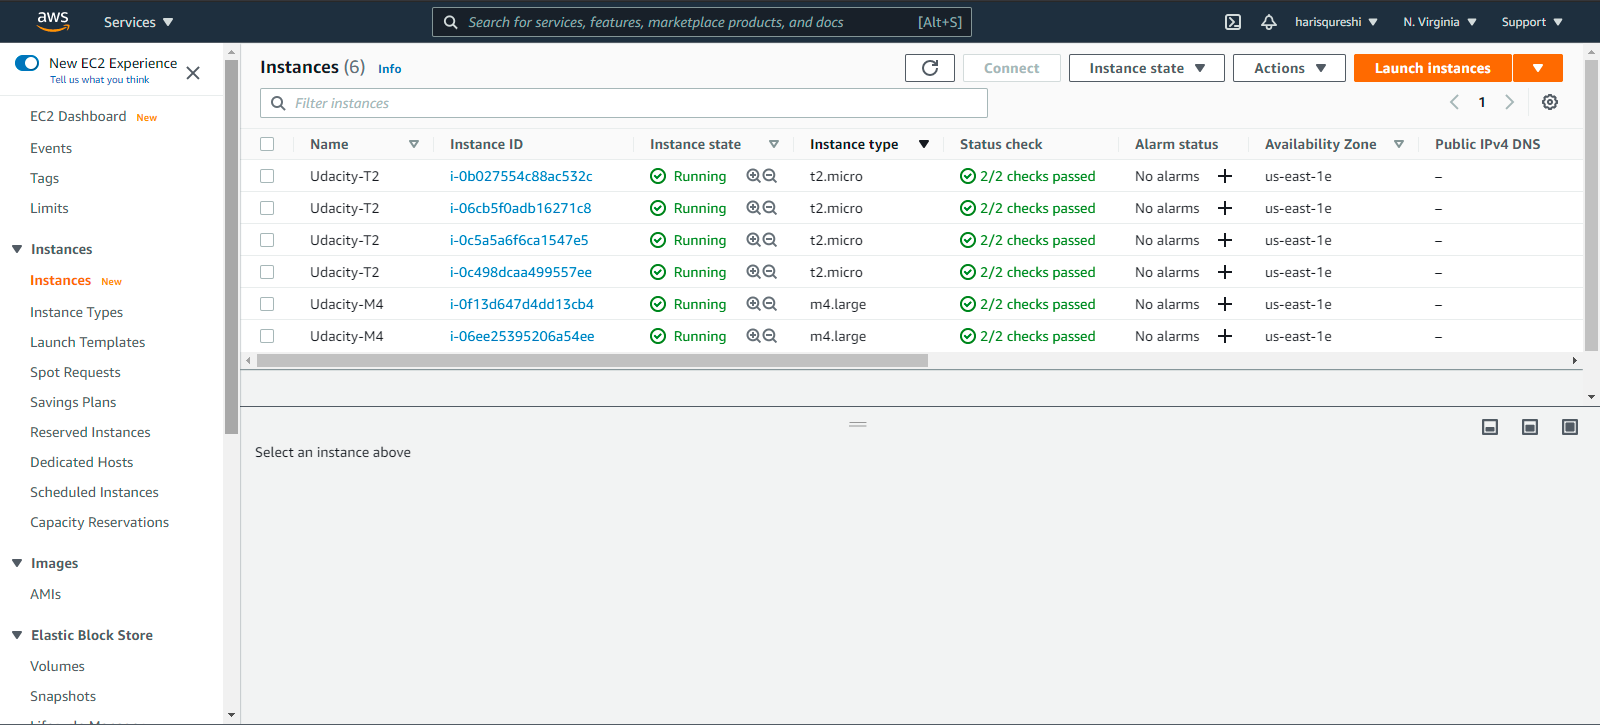 aws Services Search for services, features, marketplace products, and docs [Alt+S] harisqureshi N. Virginia Support
New EC2 Experience
Tell us what you think
EC2 Dashboard New
Events
Tags
Limits
Instances
Instances New
Instance Types
Launch Templates
Spot Requests
Savings Plans
Reserved Instances
Dedicated Hosts
Scheduled Instances
Capacity Reservations
Images
AMIs
Elastic Block Store
Volumes
Snapshots
Instances (6) Info Connect Instance state Actions Launch instances
Filter instances 1
Name Instance ID Instance state Instance type Status check Alarm status Availability Zone Public IPv4 DNS
Udacity-T2 i-0b027554c88ac532c Running t2.micro 2/2 checks passed No alarms + us-east-1e –
Udacity-T2 i-06cb5f0adb16271c8 Running t2.micro 2/2 checks passed No alarms + us-east-1e –
Udacity-T2 i-0c5a5a6f6ca1547e5 Running t2.micro 2/2 checks passed No alarms + us-east-1e –
Udacity-T2 i-0c498dcaa499557ee Running t2.micro 2/2 checks passed No alarms + us-east-1e –
Udacity-M4 i-0f13d647d4dd13cb4 Running m4.large 2/2 checks passed No alarms + us-east-1e –
Udacity-M4 i-06ee25395206a54ee Running m4.large 2/2 checks passed No alarms + us-east-1e –
Select an instance above